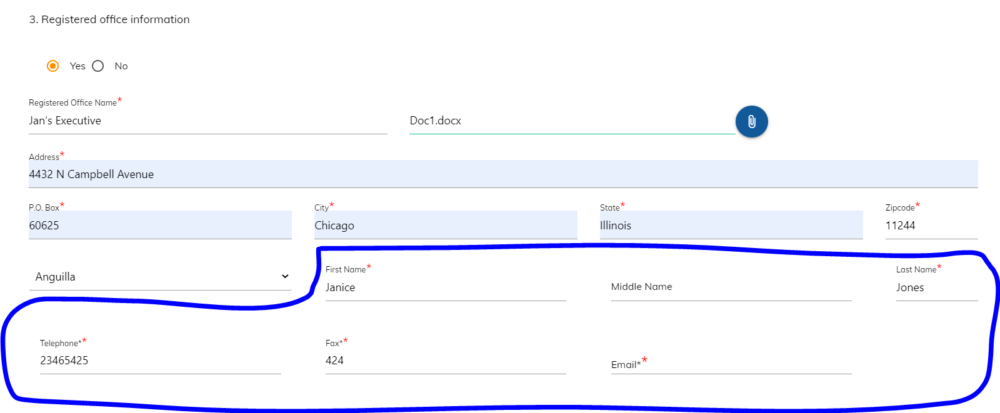 3. Registered office information
Yes No
Registered Office Name*
Jan's Executive Doc1.docx
Address*
4432 N Campbell Avenue
P.O. Box* City* State* Zipcode*
60625 Chicago Illinois 11244
First Name* Last Name*
Anguilla Janice Middle Name Jones
Telephone** Fax**
23465425 424 Email**